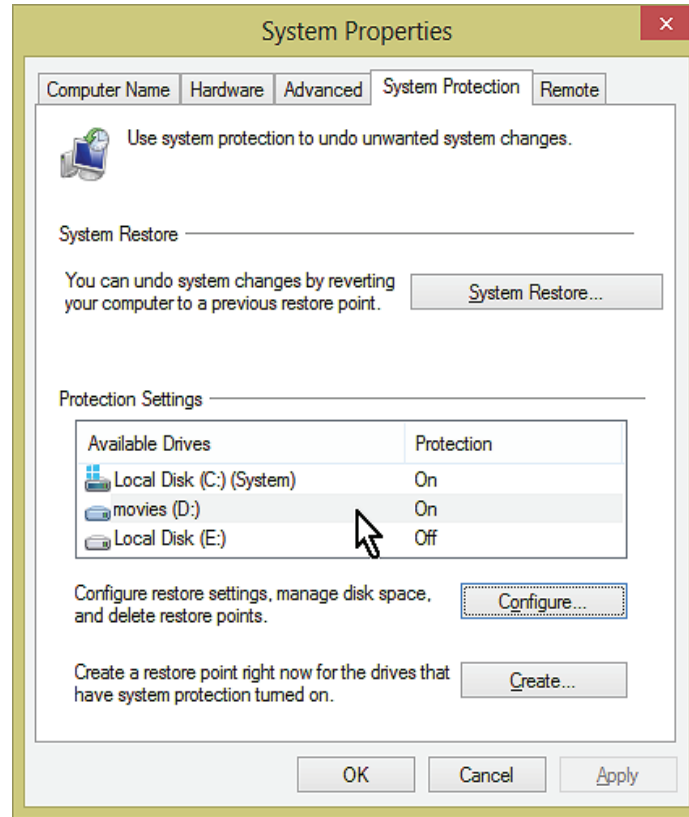 System Properties
Computer Name Hardware Advanced System Protection Remote
Use system protection to undo unwanted system changes.
System Restore
You can undo system changes by reverting
your computer to a previous restore point.
System Restore...
Protection Settings
Available Drives Protection
Local Disk (C:) (System) On
movies (D:) On
Local Disk (E:) Off
Configure restore settings, manage disk space,
and delete restore points.
Configure...
Create a restore point right now for the drives that
have system protection turned on.
Create...
OK Cancel Apply